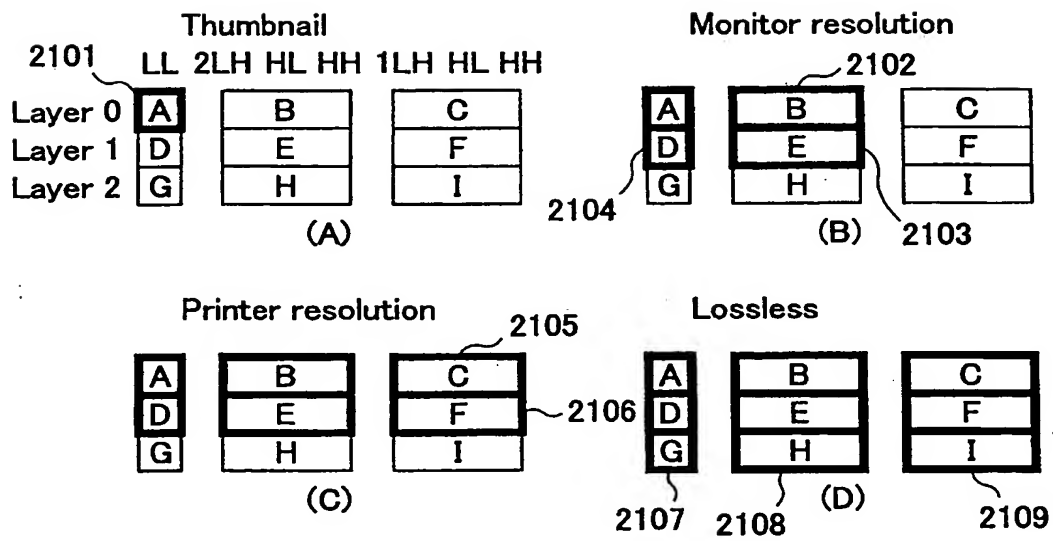 Thumbnail
Monitor resolution
2101
LL 2LH HL HH 1LH HL HH
2102
Layer 0 A B C
A B C
Layer 1 D E F
D E F
Layer 2 G H I
G H I
2104
2103
(A)
(B)
Printer resolution
Lossless
2105
A B C
A B C
D E F
2106
D E F
G H I
G H I
(C)
(D)
2107
2108
2109